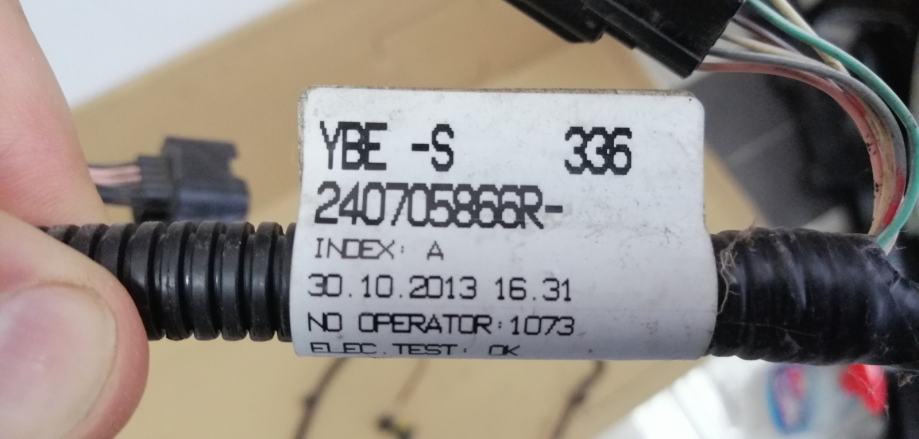 YBE -S 336
240705866R-
INDEX: A
30.10.2013 16.31
NO OPERATOR:1073
ELEC.TEST: OK